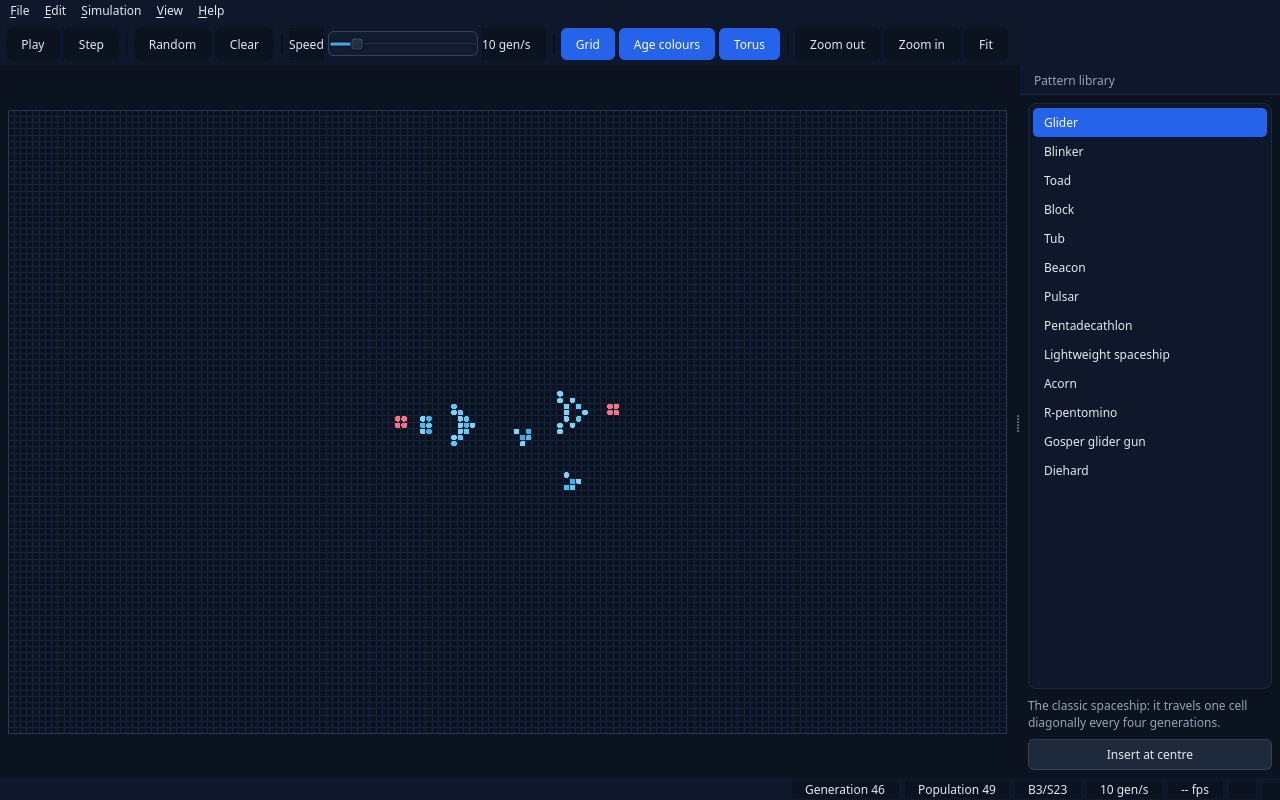 File Edit Simulation View Help
Play Step Random Clear Speed 10 gen/s Grid Age colours Torus Zoom out Zoom in Fit
Pattern library
Glider
Blinker
Toad
Block
Tub
Beacon
Pulsar
Pentadecathlon
Lightweight spaceship
Acorn
R-pentomino
Gosper glider gun
Diehard
The classic spaceship: it travels one cell
diagonally every four generations.
Insert at centre
Generation 46 Population 49 B3/S23 10 gen/s -- fps